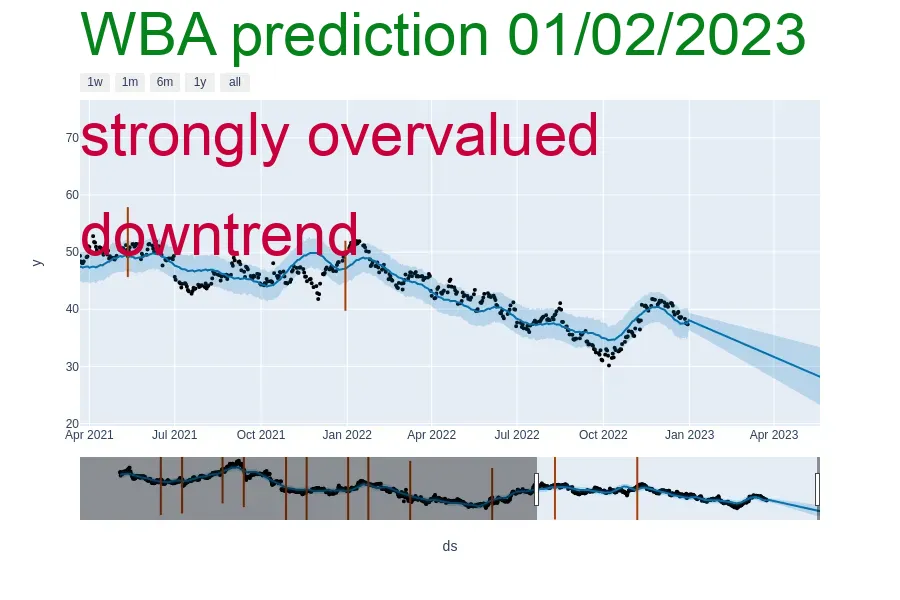 WBA prediction 01/02/2023
1w 1m 6m 1y all
strongly overvalued
downtrend
70
60
50
40
30
20
y
Apr 2021 Jul 2021 Oct 2021 Jan 2022 Apr 2022 Jul 2022 Oct 2022 Jan 2023 Apr 2023
ds